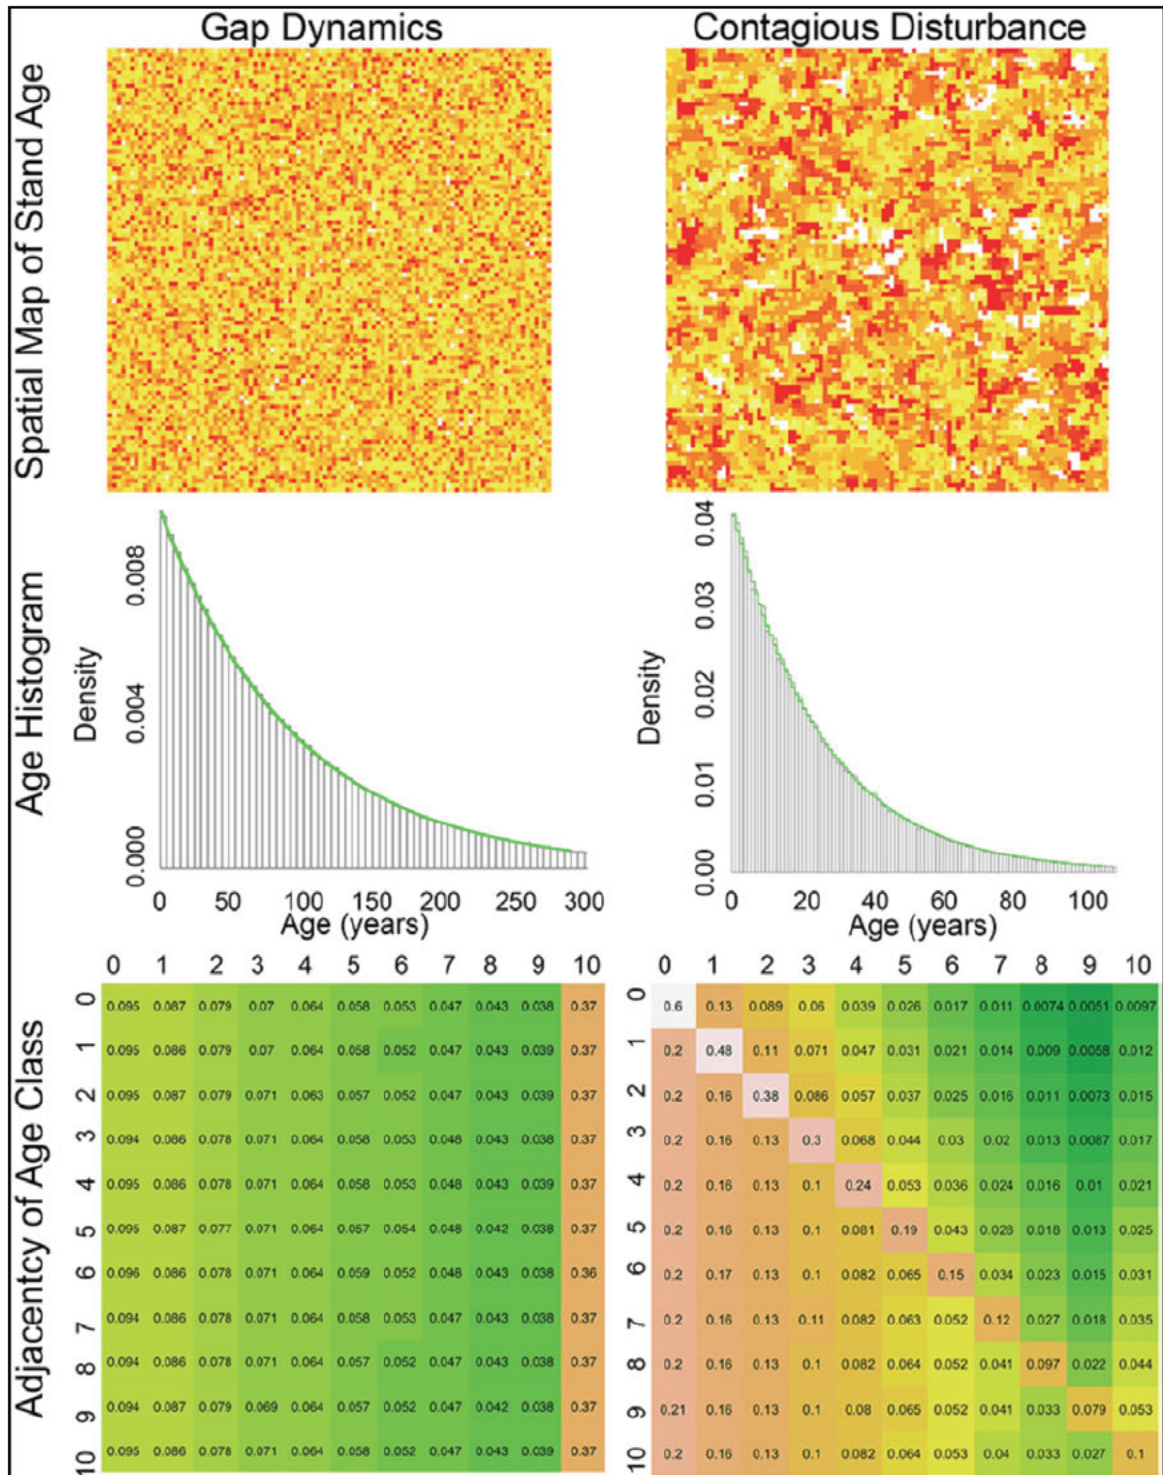 Gap Dynamics Contagious Disturbance
Spatial Map of Stand Age
Age Histogram
Density
0.008
0.004
0.000
0 50 100 150 200 250 300
Age (years)
Density
0.04
0.03
0.02
0.01
0.00
0 20 40 60 80 100
Age (years)
Adjacentcy of Age Class
0 1 2 3 4 5 6 7 8 9 10
0 0.095 0.087 0.079 0.07 0.064 0.058 0.053 0.047 0.043 0.038 0.37
1 0.095 0.086 0.079 0.07 0.064 0.058 0.052 0.047 0.043 0.039 0.37
2 0.095 0.087 0.079 0.071 0.063 0.057 0.052 0.047 0.043 0.039 0.37
3 0.094 0.086 0.078 0.071 0.064 0.058 0.053 0.048 0.043 0.038 0.37
4 0.095 0.086 0.078 0.071 0.064 0.058 0.053 0.048 0.043 0.039 0.37
5 0.095 0.087 0.077 0.071 0.064 0.057 0.054 0.048 0.042 0.038 0.37
6 0.096 0.086 0.078 0.071 0.064 0.059 0.052 0.048 0.043 0.038 0.36
7 0.094 0.086 0.078 0.071 0.064 0.058 0.053 0.047 0.043 0.038 0.37
8 0.094 0.086 0.078 0.071 0.064 0.057 0.052 0.047 0.043 0.038 0.37
9 0.094 0.087 0.079 0.069 0.064 0.057 0.052 0.047 0.042 0.038 0.37
10 0.095 0.086 0.078 0.071 0.064 0.058 0.052 0.047 0.043 0.039 0.37
0 1 2 3 4 5 6 7 8 9 10
0 0.6 0.13 0.089 0.06 0.039 0.026 0.017 0.011 0.0074 0.0051 0.0097
1 0.2 0.48 0.11 0.071 0.047 0.031 0.021 0.014 0.009 0.0058 0.012
2 0.2 0.16 0.38 0.086 0.057 0.037 0.025 0.016 0.011 0.0073 0.015
3 0.2 0.16 0.13 0.3 0.068 0.044 0.03 0.02 0.013 0.0087 0.017
4 0.2 0.16 0.13 0.1 0.24 0.053 0.036 0.024 0.016 0.01 0.021
5 0.2 0.16 0.13 0.1 0.081 0.19 0.043 0.028 0.018 0.013 0.025
6 0.2 0.17 0.13 0.1 0.082 0.065 0.15 0.034 0.023 0.015 0.031
7 0.2 0.16 0.13 0.11 0.082 0.063 0.052 0.12 0.027 0.018 0.035
8 0.2 0.16 0.13 0.1 0.082 0.064 0.052 0.041 0.097 0.022 0.044
9 0.21 0.16 0.13 0.1 0.08 0.065 0.052 0.041 0.033 0.079 0.053
10 0.2 0.16 0.13 0.1 0.082 0.064 0.053 0.04 0.033 0.027 0.1